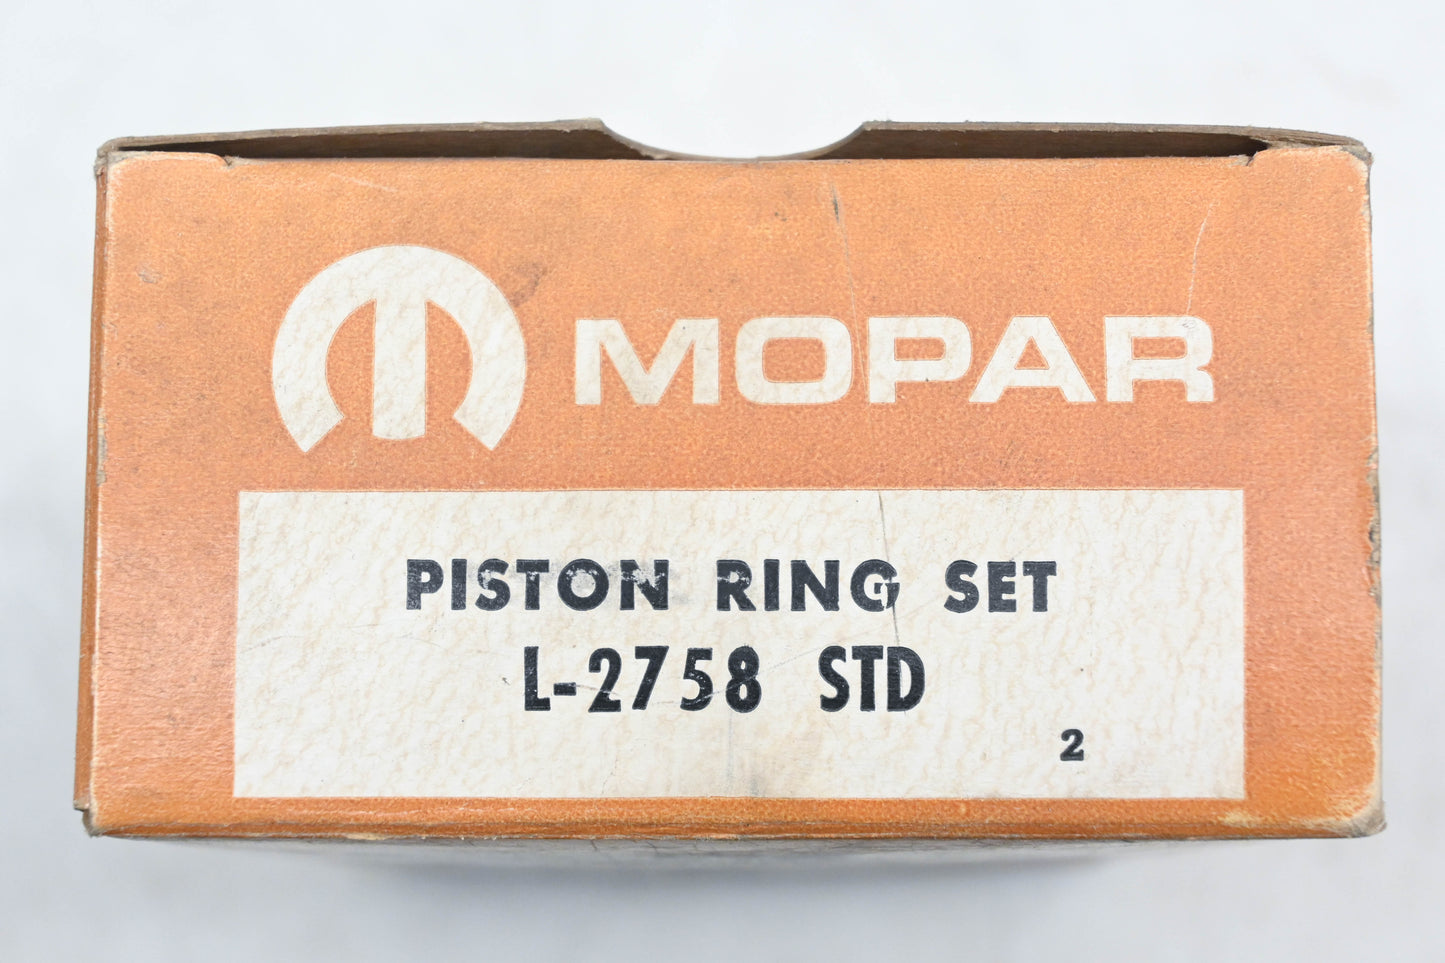 MOPAR
PISTON RING SET
L-2758 STD
2